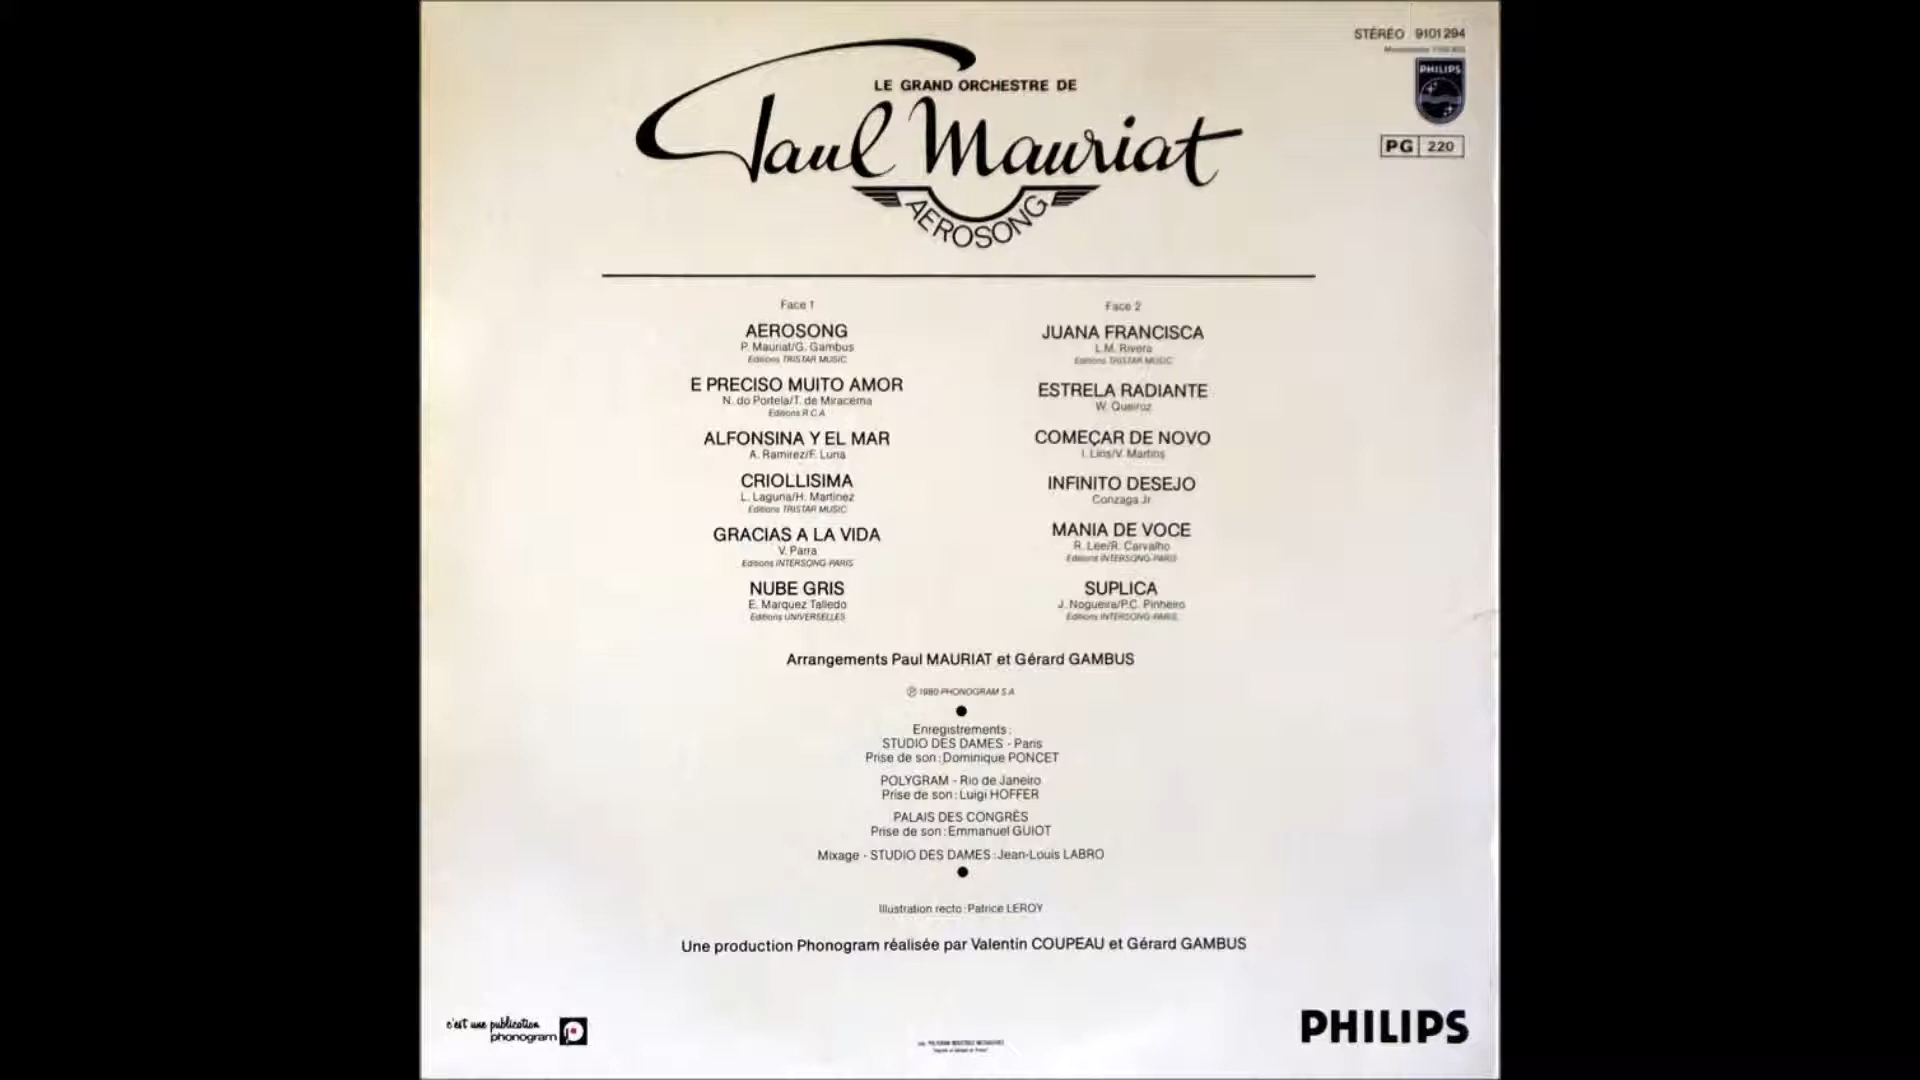 STÉRÉO 9101 294
PHILIPS
PG 220
LE GRAND ORCHESTRE DE
Paul Mauriat
AEROSONG
Face 1
AEROSONG
P. Mauriat/G. Gambus
Editions TRISTAR MUSIC
E PRECISO MUITO AMOR
N. do Portela/T. de Miracema
Editions R.C.A
ALFONSINA Y EL MAR
A. Ramirez/F. Luna
CRIOLLISIMA
L. Laguna/H. Martinez
Editions TRISTAR MUSIC
GRACIAS A LA VIDA
V. Parra
Editions INTERSONG-PARIS
NUBE GRIS
E. Marquez Talledo
Editions UNIVERSELLES
Face 2
JUANA FRANCISCA
L.M. Rivera
Editions TRISTAR MUSIC
ESTRELA RADIANTE
W. Queiroz
COMEÇAR DE NOVO
I. Lins/V. Martins
INFINITO DESEJO
Conzaga Jr
MANIA DE VOCE
R. Lee/R. Carvalho
Editions INTERSONG-PARIS
SUPLICA
J. Nogueira/P.C. Pinheiro
Editions INTERSONG-PARIS
Arrangements Paul MAURIAT et Gérard GAMBUS
℗ 1980 PHONOGRAM S.A
Enregistrements :
STUDIO DES DAMES - Paris
Prise de son : Dominique PONCET
POLYGRAM - Rio de Janeiro
Prise de son : Luigi HOFFER
PALAIS DES CONGRÈS
Prise de son : Emmanuel GUIOT
Mixage - STUDIO DES DAMES : Jean-Louis LABRO
Illustration recto : Patrice LEROY
Une production Phonogram réalisée par Valentin COUPEAU et Gérard GAMBUS
c'est une publication
phonogram
PHILIPS